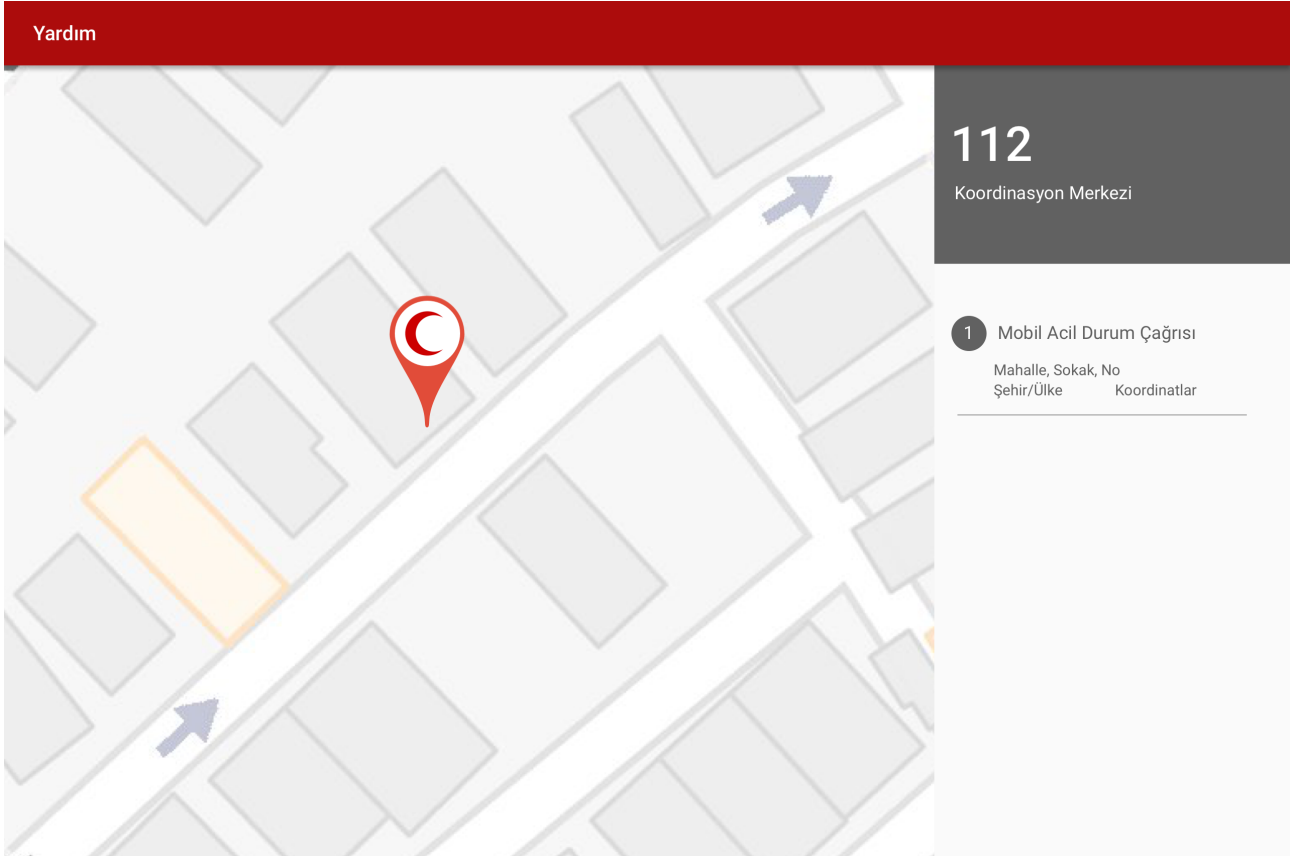 Yardım
112
Koordinasyon Merkezi
1 Mobil Acil Durum Çağrısı
Mahalle, Sokak, No
Şehir/Ülke Koordinatlar